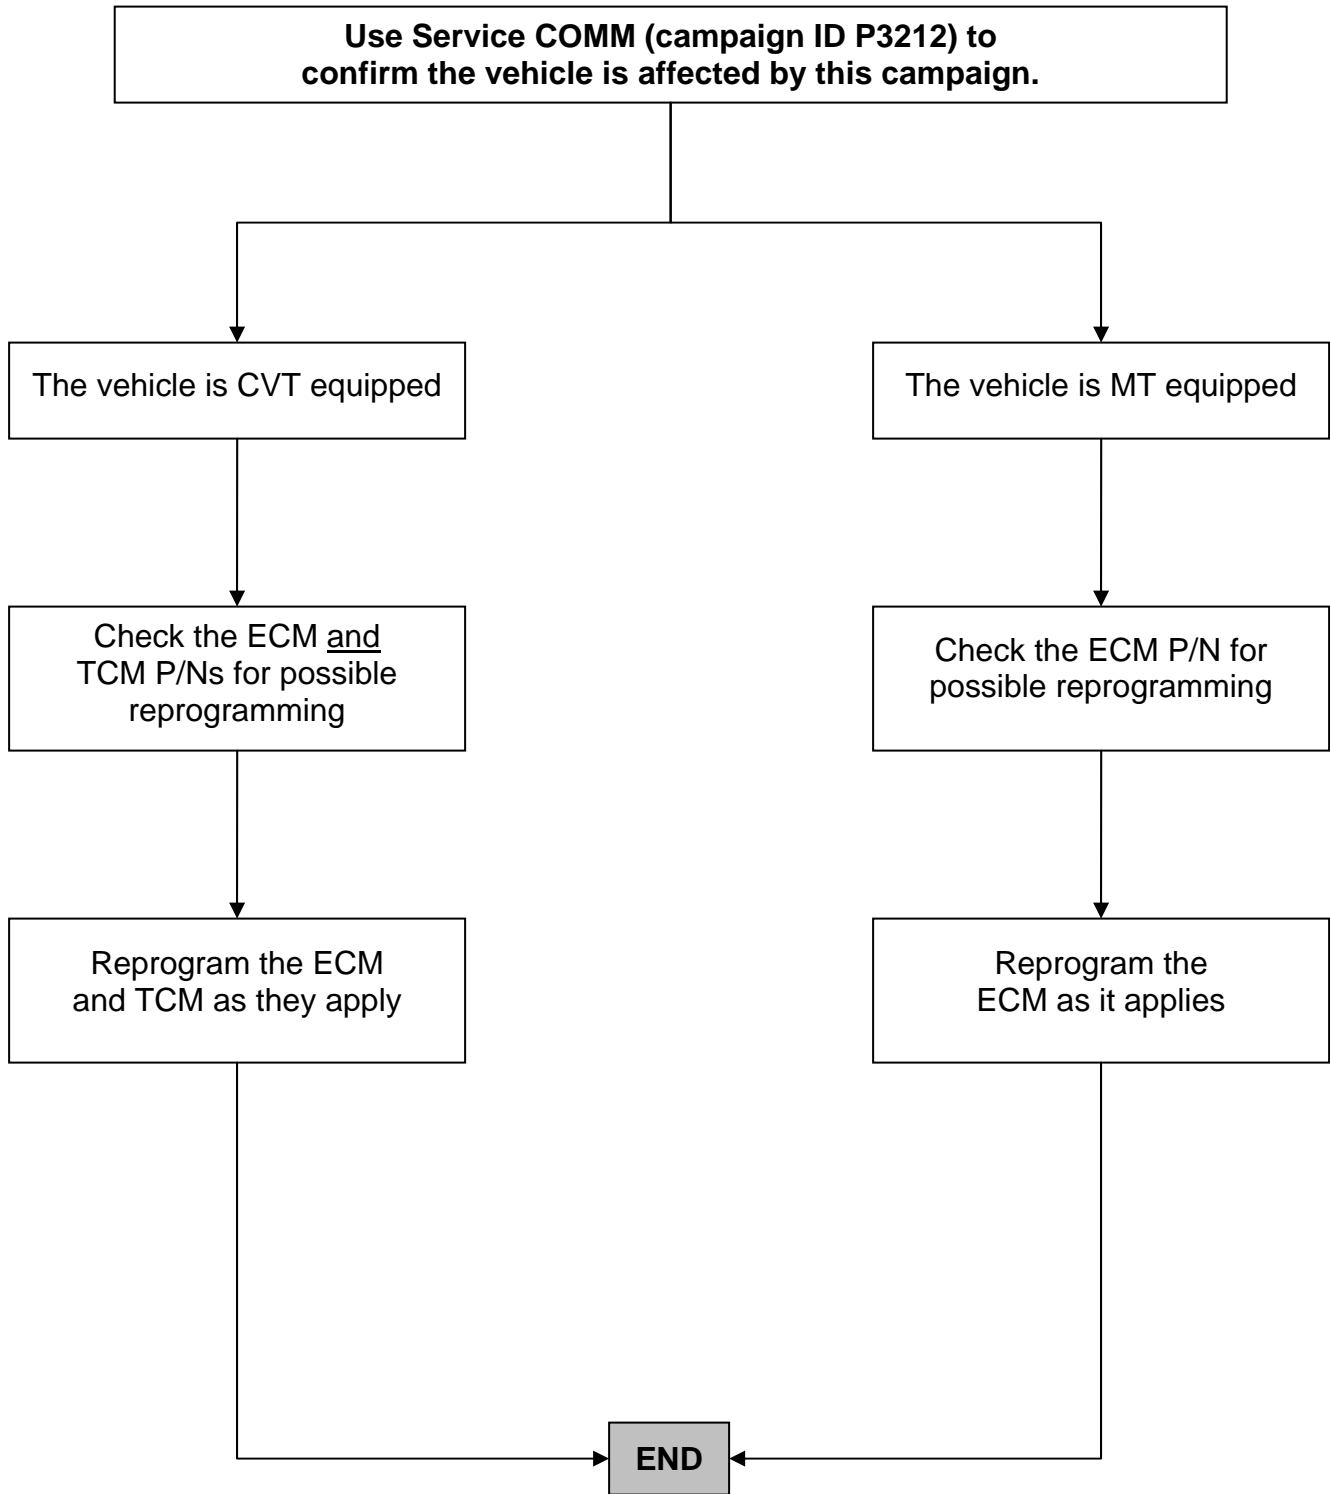 Use Service COMM (campaign ID P3212) to
confirm the vehicle is affected by this campaign.
The vehicle is CVT equipped
The vehicle is MT equipped
Check the ECM and
TCM P/Ns for possible
reprogramming
Check the ECM P/N for
possible reprogramming
Reprogram the ECM
and TCM as they apply
Reprogram the
ECM as it applies
END